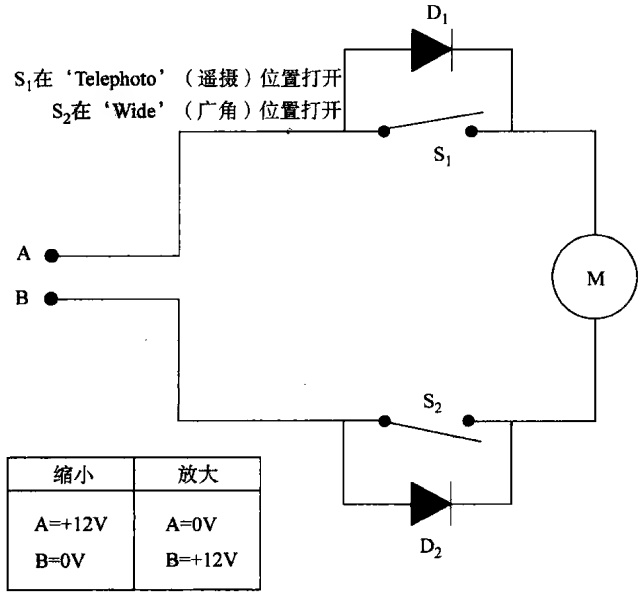 D₁
S₁在‘Telephoto’（遥摄）位置打开
S₂在‘Wide’（广角）位置打开
S₁
A
B
M
S₂
缩小 放大
A=+12V A=0V
B=0V B=+12V
D₂